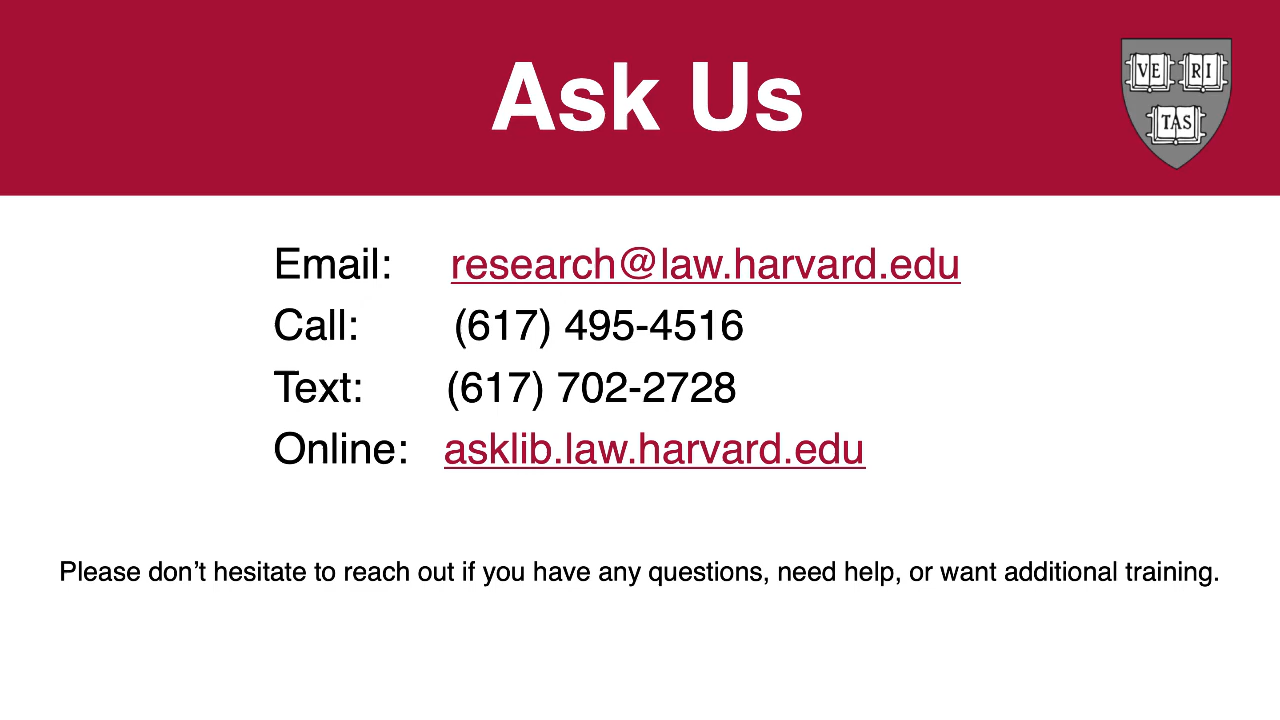 Ask Us
VE RI
TAS
Email: research@law.harvard.edu
Call: (617) 495-4516
Text: (617) 702-2728
Online: asklib.law.harvard.edu
Please don’t hesitate to reach out if you have any questions, need help, or want additional training.